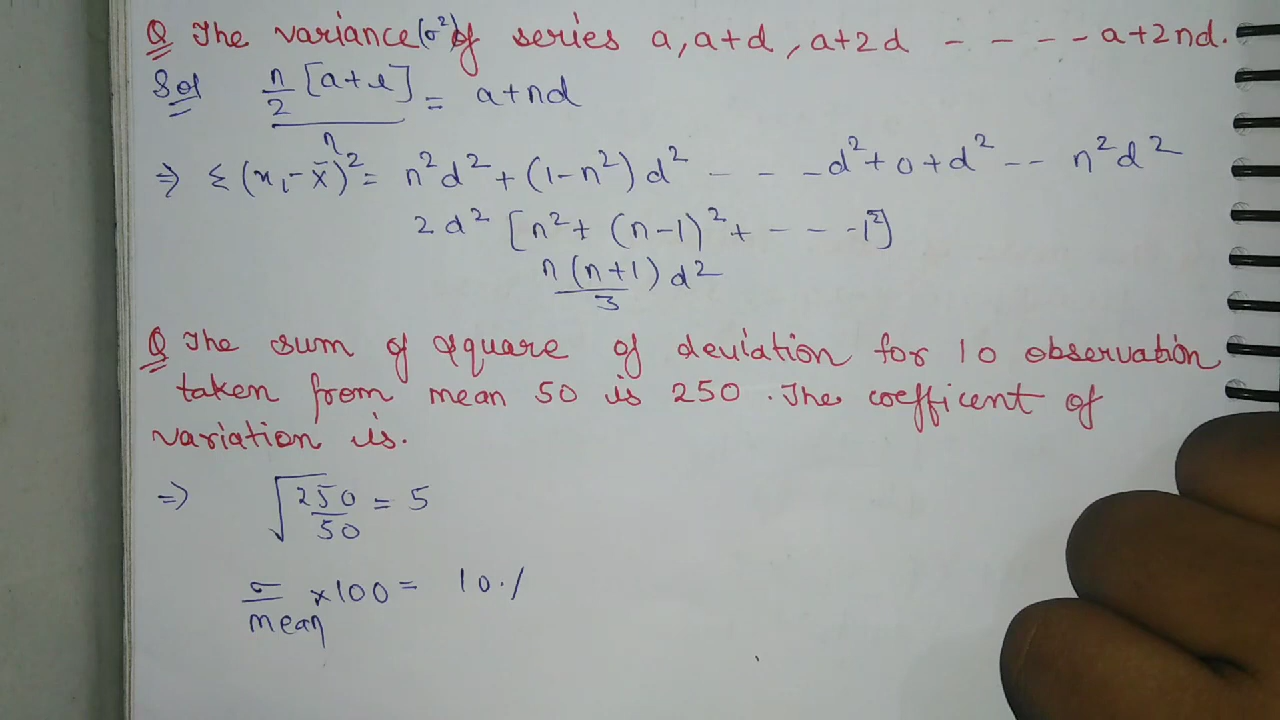 Q The variance(σ²)of series a, a+d, a+2d - - - - a+2nd.
Sol n/2 [a+l] / n = a+nd
⇒ Σ(x₁-x̄)² = n²d² + (1-n²)d² - - - d²+0+d² -- n²d²
2d² [n²+ (n-1)²+ - - - 1²]
n(n+1)d² / 3
Q The sum of square of deviation for 10 observation
taken from mean 50 is 250. The coefficent of
variation is.
⇒ √250/50 = 5
σ/mean ×100 = 10%